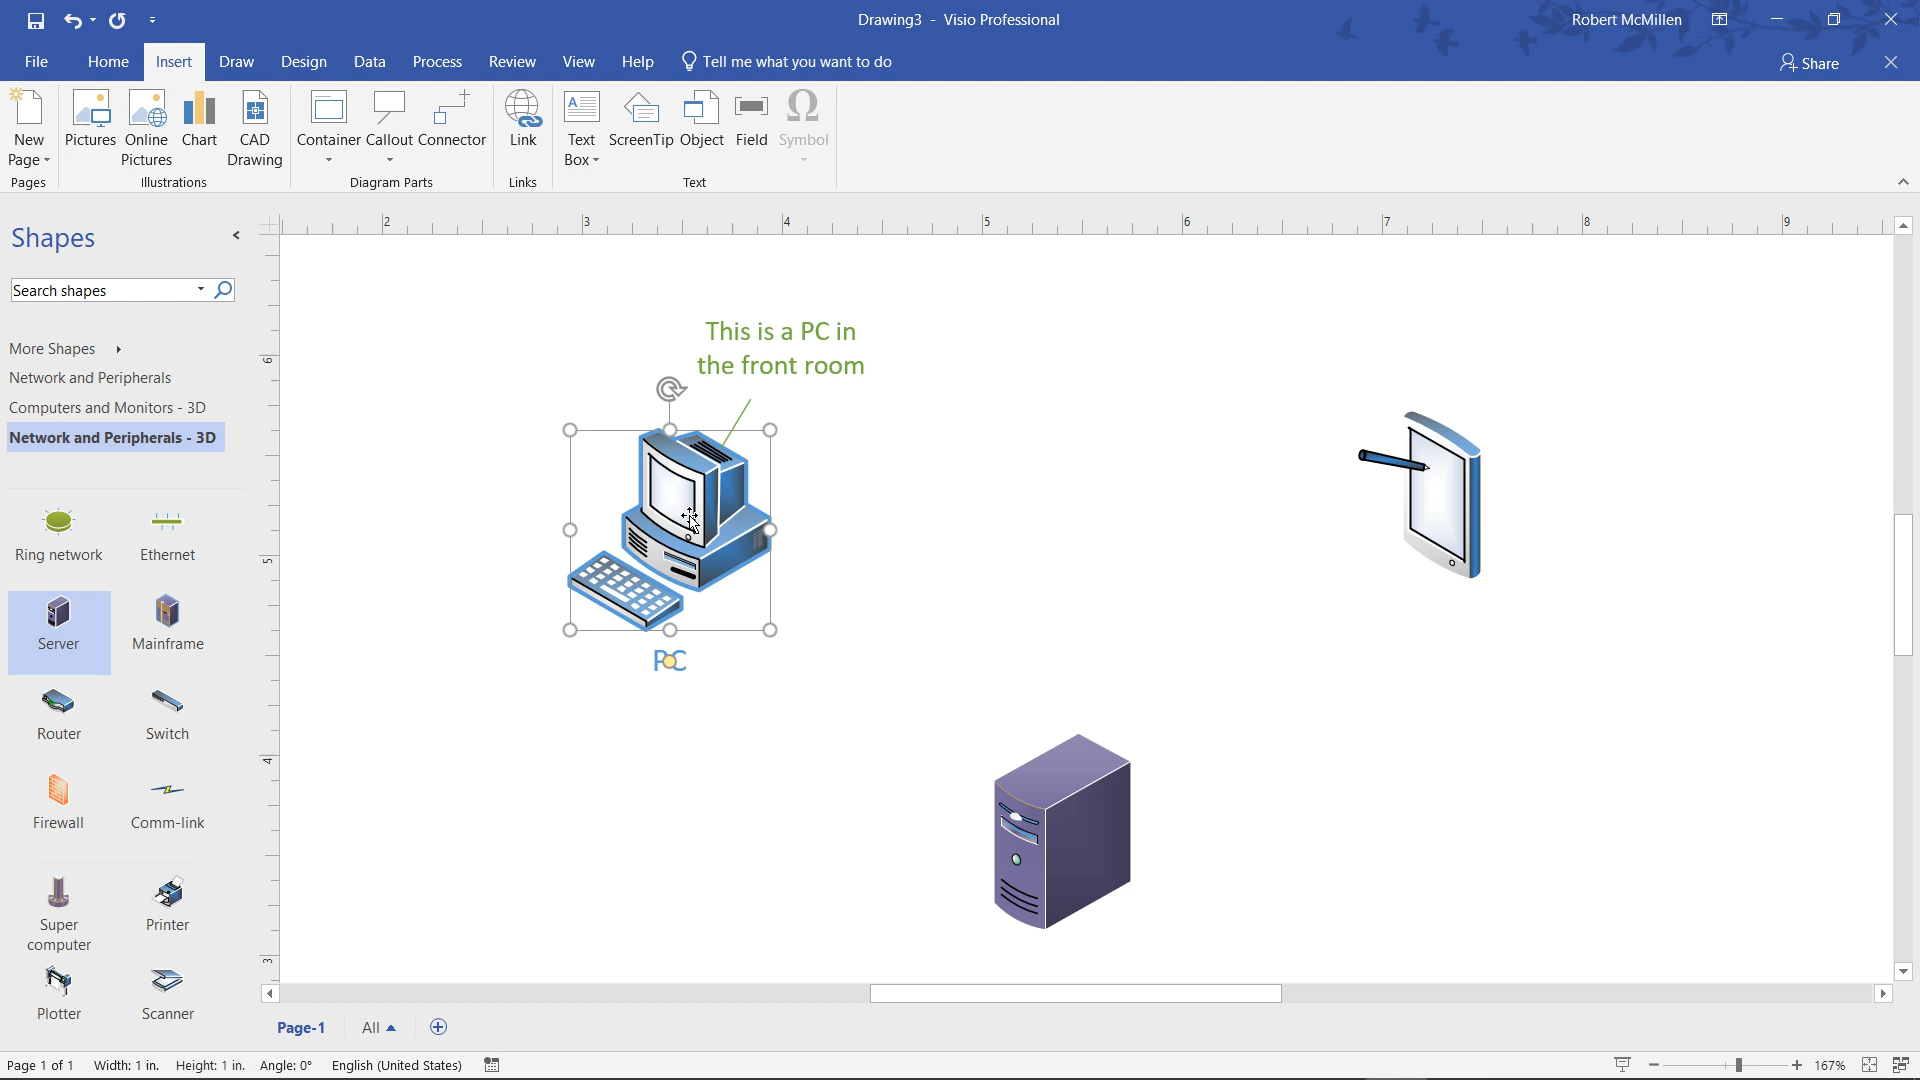 Drawing3 - Visio Professional
Robert McMillen
File Home Insert Draw Design Data Process Review View Help Tell me what you want to do
Share
New Page
Pictures
Online Pictures
Chart
CAD Drawing
Container
Callout
Connector
Link
Text Box
ScreenTip
Object
Field
Symbol
Pages
Illustrations
Diagram Parts
Links
Text
Shapes
Search shapes
More Shapes
Network and Peripherals
Computers and Monitors - 3D
Network and Peripherals - 3D
Ring network
Ethernet
Server
Mainframe
Router
Switch
Firewall
Comm-link
Super computer
Printer
Plotter
Scanner
2 3 4 5 6 7 8 9
6
5
4
3
This is a PC in
the front room
PC
Page-1 All
Page 1 of 1 Width: 1 in. Height: 1 in. Angle: 0° English (United States)
167%